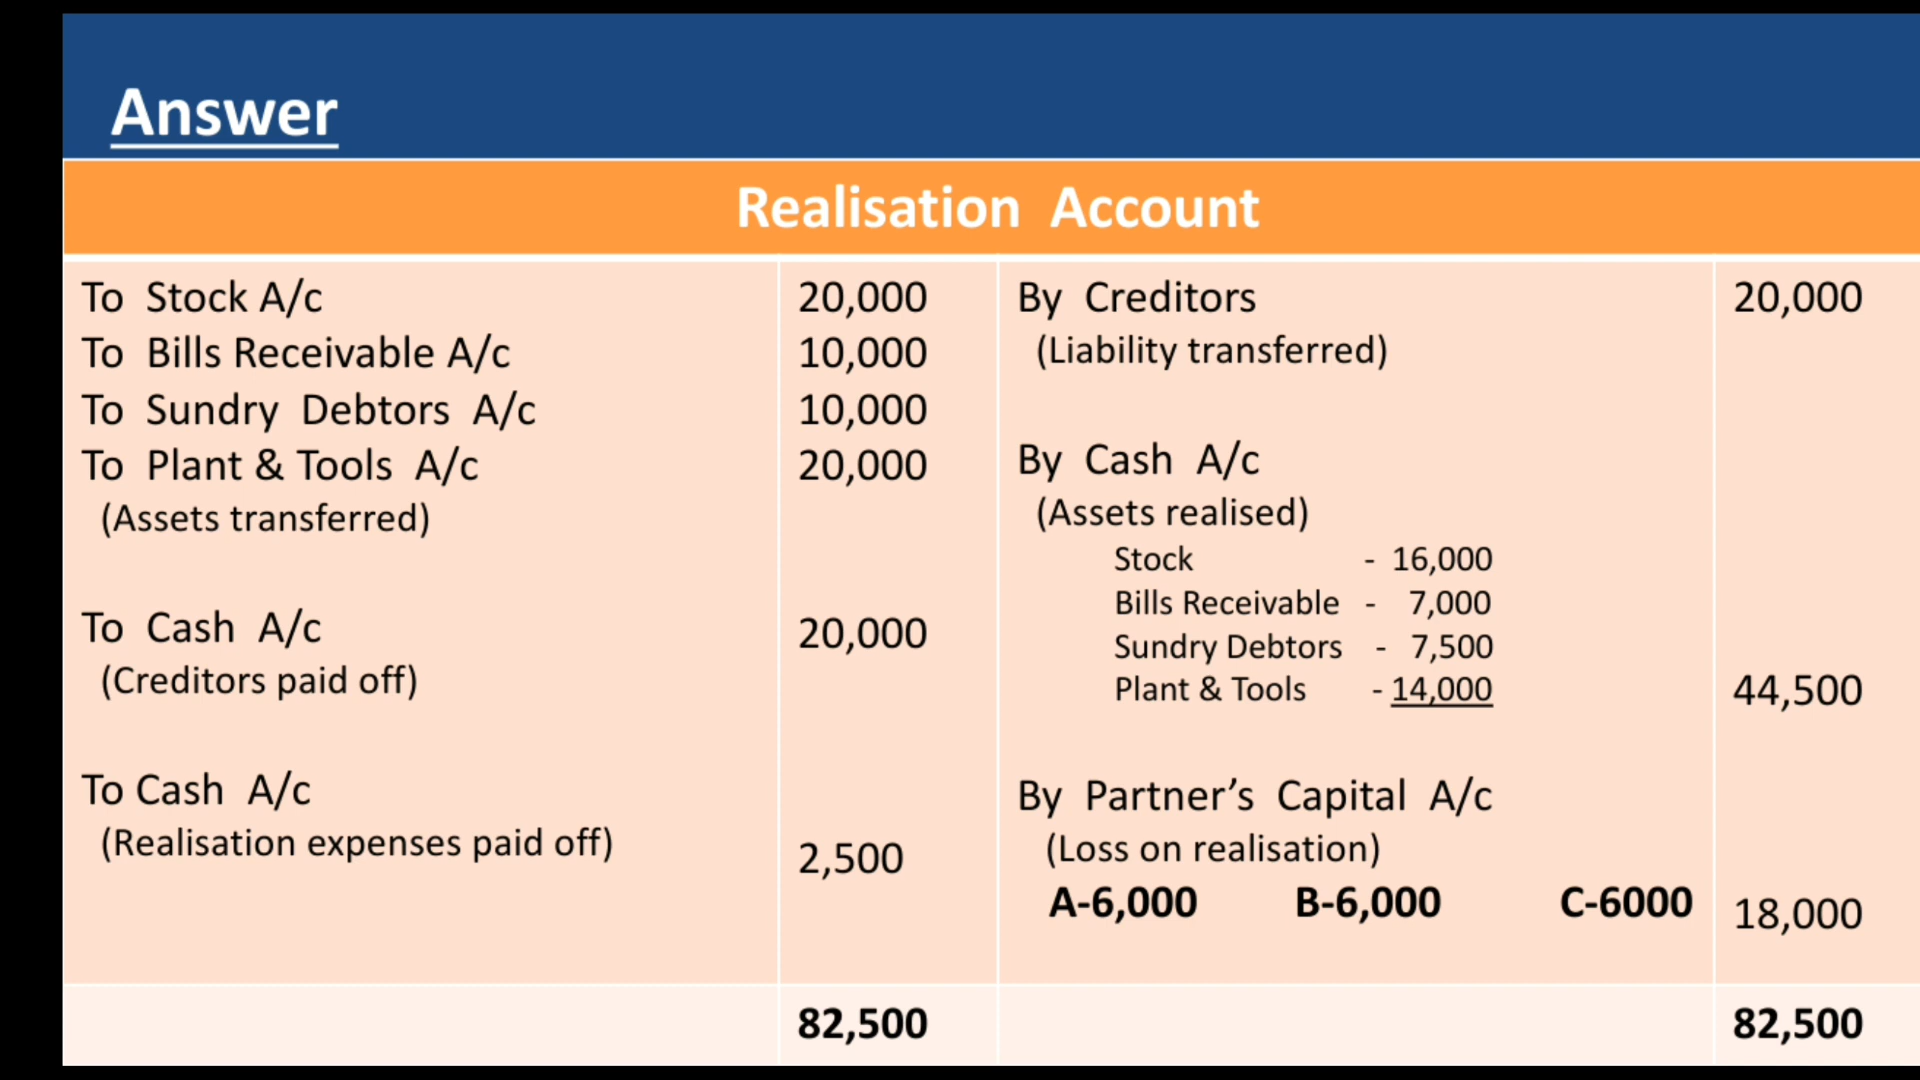 Answer
Realisation Account
To Stock A/c 20,000 By Creditors 20,000
To Bills Receivable A/c 10,000 (Liability transferred)
To Sundry Debtors A/c 10,000
To Plant & Tools A/c 20,000 By Cash A/c
(Assets transferred) (Assets realised)
Stock - 16,000
Bills Receivable - 7,000
To Cash A/c 20,000 Sundry Debtors - 7,500
(Creditors paid off) Plant & Tools - 14,000 44,500
To Cash A/c By Partner’s Capital A/c
(Realisation expenses paid off) 2,500 (Loss on realisation)
A-6,000 B-6,000 C-6000 18,000
82,500 82,500